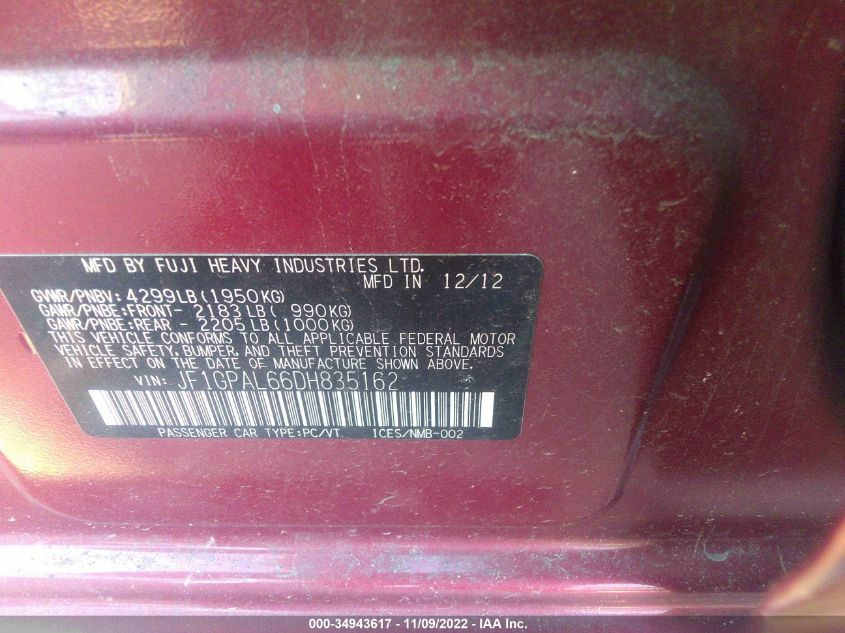 MFD BY FUJI HEAVY INDUSTRIES LTD.
MFD IN 12/12
GVWR/PNBV: 4299LB(1950KG)
GAWR/PNBE:FRONT- 2183LB( 990KG)
GAWR/PNBE:REAR - 2205LB(1000KG)
THIS VEHICLE CONFORMS TO ALL APPLICABLE FEDERAL MOTOR
VEHICLE SAFETY, BUMPER, AND THEFT PREVENTION STANDARDS
IN EFFECT ON THE DATE OF MANUFACTURE SHOWN ABOVE.
VIN: JF1GPAL66DH835162
PASSENGER CAR TYPE:PC/VT ICES/NMB-002
000-34943617 - 11/09/2022 - IAA Inc.